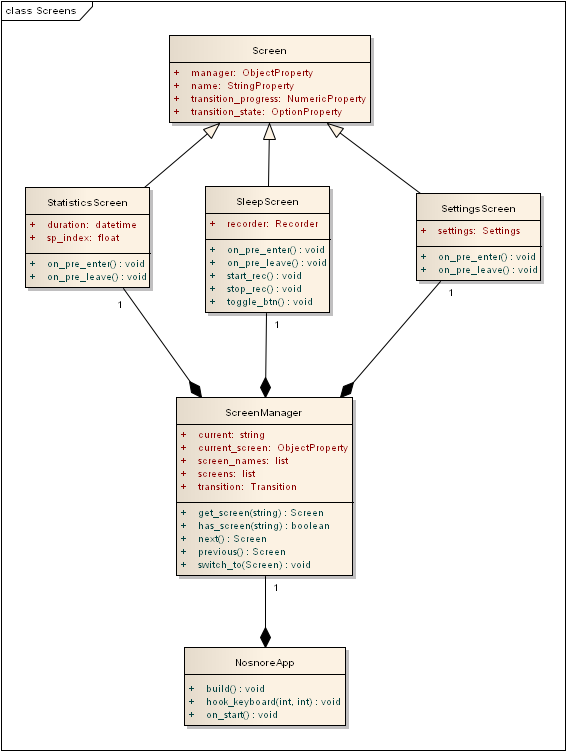 class Screens
Screen
+ manager: ObjectProperty
+ name: StringProperty
+ transition_progress: NumericProperty
+ transition_state: OptionProperty
StatisticsScreen
+ duration: datetime
+ sp_index: float
+ on_pre_enter() : void
+ on_pre_leave() : void
1
SleepScreen
+ recorder: Recorder
+ on_pre_enter() : void
+ on_pre_leave() : void
+ start_rec() : void
+ stop_rec() : void
+ toggle_btn() : void
1
SettingsScreen
+ settings: Settings
+ on_pre_enter() : void
+ on_pre_leave() : void
1
ScreenManager
+ current: string
+ current_screen: ObjectProperty
+ screen_names: list
+ screens: list
+ transition: Transition
+ get_screen(string) : Screen
+ has_screen(string) : boolean
+ next() : Screen
+ previous() : Screen
+ switch_to(Screen) : void
1
NosnoreApp
+ build() : void
+ hook_keyboard(int, int) : void
+ on_start() : void